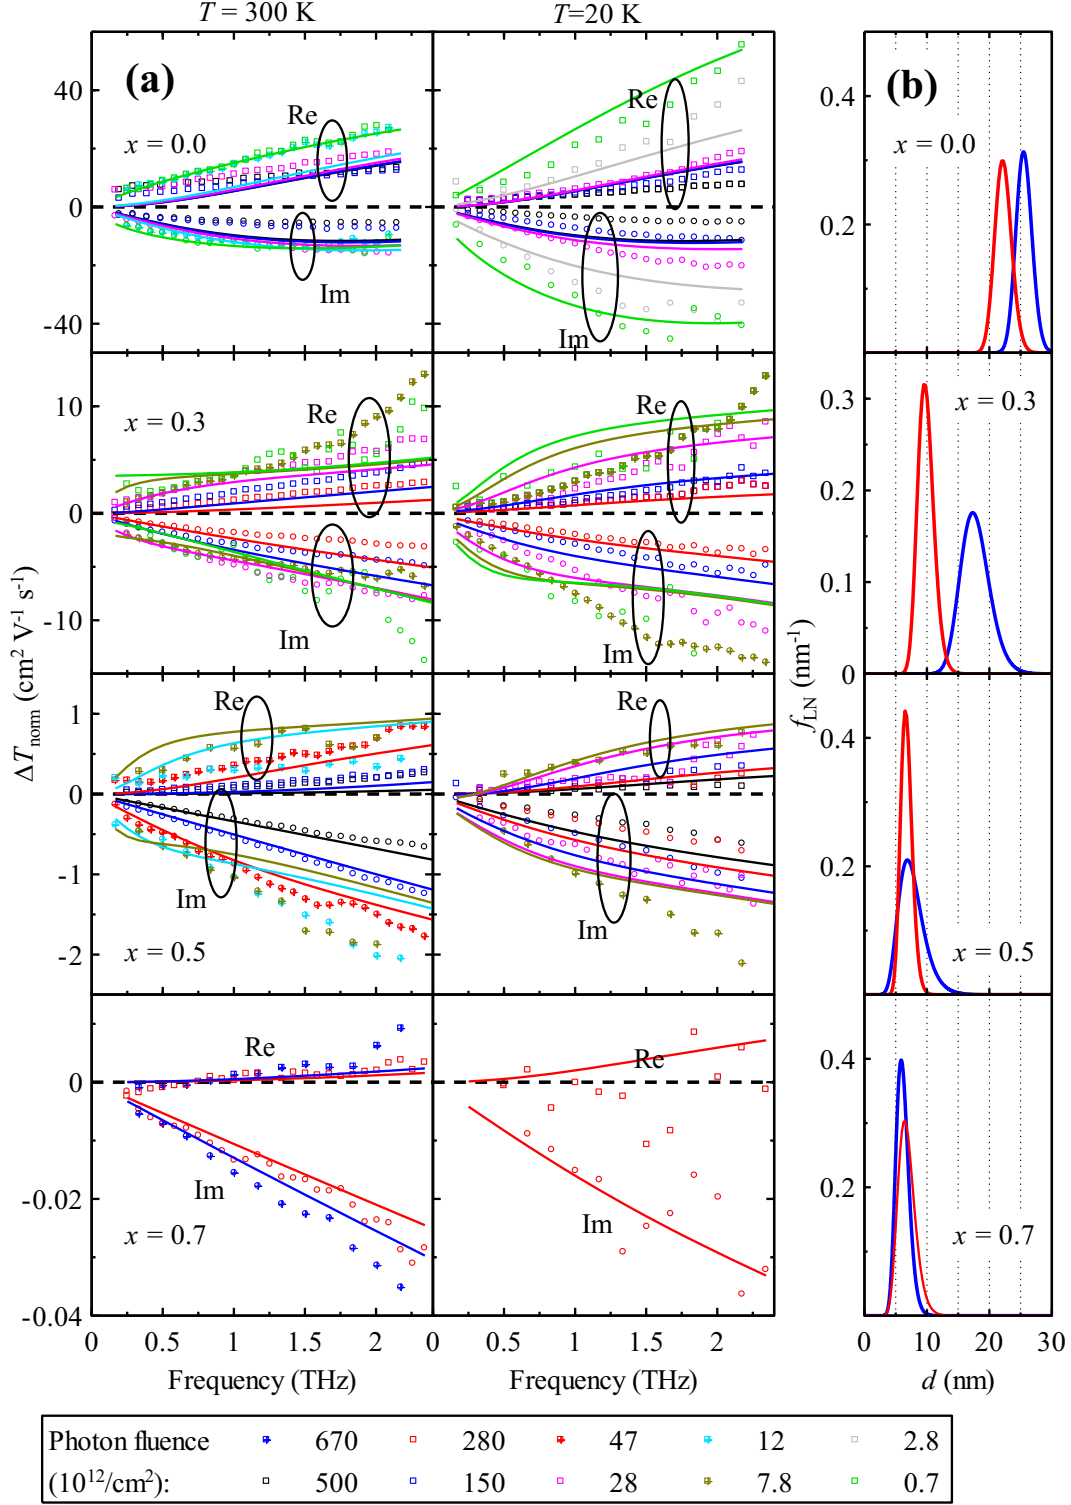 T = 300 K
T=20 K
(a)
(b)
40
20
0
-20
-40
x = 0.0
Re
Im
Re
Im
0.4
0.2
x = 0.0
10
0
-10
x = 0.3
Re
Im
Re
Im
0.3
0.2
0.1
0
x = 0.3
1
0
-1
-2
x = 0.5
Re
Im
Re
Im
0.4
0.2
x = 0.5
0
-0.02
-0.04
x = 0.7
Re
Im
Re
Im
0.4
0.2
x = 0.7
ΔT norm (cm² V⁻¹ s⁻¹)
f LN (nm⁻¹)
0 0.5 1 1.5 2 0 0.5 1 1.5 2 0 10 20 30
Frequency (THz) Frequency (THz) d (nm)
Photon fluence 670 280 47 12 2.8
(10¹²/cm²): 500 150 28 7.8 0.7